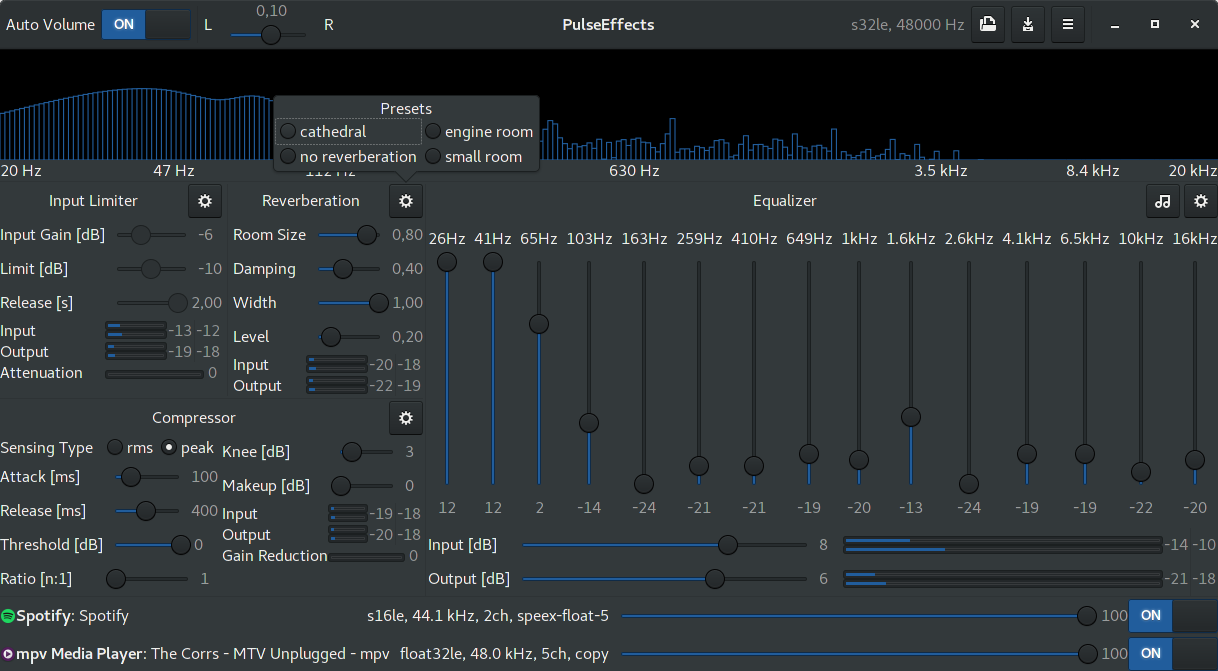 Auto Volume ON L 0,10 R PulseEffects s32le, 48000 Hz
Presets
cathedral engine room
no reverberation small room
20 Hz 47 Hz 112 Hz 630 Hz 3.5 kHz 8.4 kHz 20 kHz
Input Limiter
Input Gain [dB] -6
Limit [dB] -10
Release [s] 2,00
Input -13 -12
Output -19 -18
Attenuation 0
Reverberation
Room Size 0,80
Damping 0,40
Width 1,00
Level 0,20
Input -20 -18
Output -22 -19
Compressor
Sensing Type rms peak
Attack [ms] 100
Release [ms] 400
Threshold [dB] 0
Ratio [n:1] 1
Knee [dB] 3
Makeup [dB] 0
Input -19 -18
Output -20 -18
Gain Reduction 0
Equalizer
26Hz 41Hz 65Hz 103Hz 163Hz 259Hz 410Hz 649Hz 1kHz 1.6kHz 2.6kHz 4.1kHz 6.5kHz 10kHz 16kHz
12 12 2 -14 -24 -21 -21 -19 -20 -13 -24 -19 -19 -22 -20
Input [dB] 8 -14 -10
Output [dB] 6 -21 -18
Spotify: Spotify s16le, 44.1 kHz, 2ch, speex-float-5 100 ON
mpv Media Player: The Corrs - MTV Unplugged - mpv float32le, 48.0 kHz, 5ch, copy 100 ON